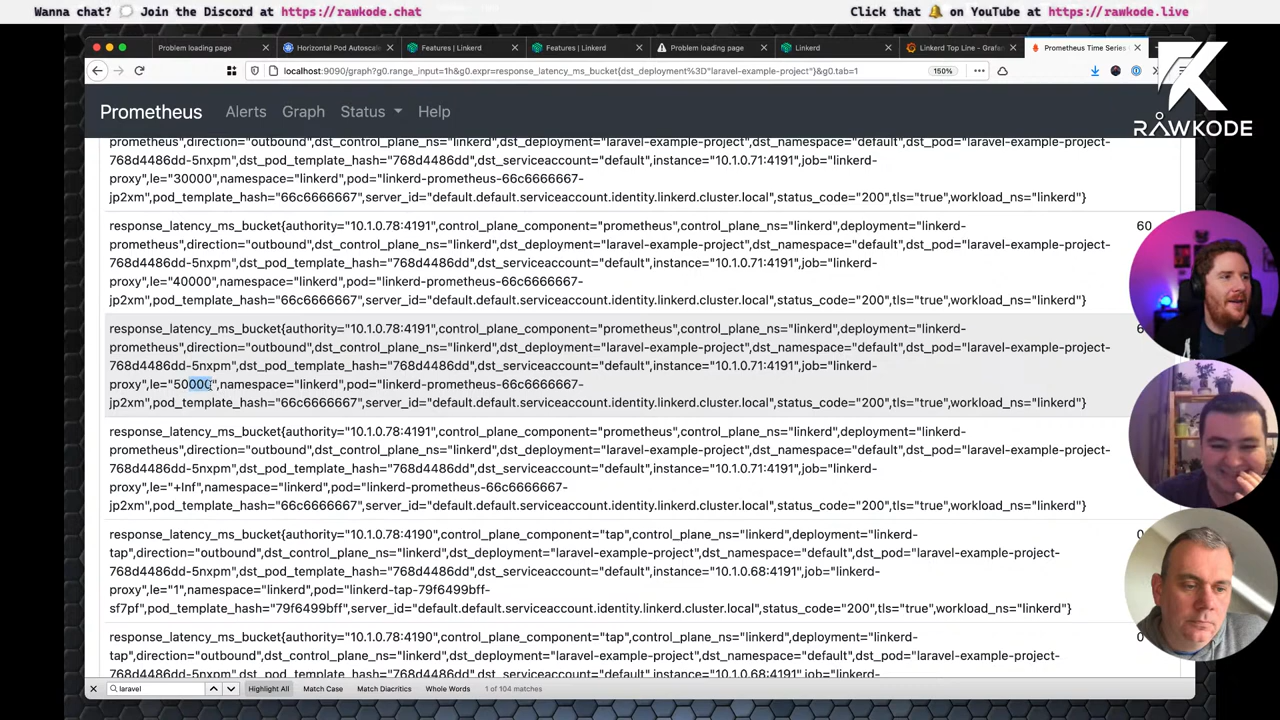 Wanna chat? Join the Discord at https://rawkode.chat
Click that on YouTube at https://rawkode.live
Problem loading page
Horizontal Pod Autoscale
Features | Linkerd
Features | Linkerd
Problem loading page
Linkerd
Linkerd Top Line - Grafan
Prometheus Time Series
localhost:9090/graph?g0.range_input=1h&g0.expr=response_latency_ms_bucket{dst_deployment%3D"laravel-example-project"}&g0.tab=1
150%
RAWKODE
Prometheus
Alerts
Graph
Status
Help
prometheus",direction="outbound",dst_control_plane_ns="linkerd",dst_deployment="laravel-example-project",dst_namespace="default",dst_pod="laravel-example-project-
768d4486dd-5nxpm",dst_pod_template_hash="768d4486dd",dst_serviceaccount="default",instance="10.1.0.71:4191",job="linkerd-
proxy",le="30000",namespace="linkerd",pod="linkerd-prometheus-66c6666667-
jp2xm",pod_template_hash="66c6666667",server_id="default.default.serviceaccount.identity.linkerd.cluster.local",status_code="200",tls="true",workload_ns="linkerd"}
response_latency_ms_bucket{authority="10.1.0.78:4191",control_plane_component="prometheus",control_plane_ns="linkerd",deployment="linkerd-
60
prometheus",direction="outbound",dst_control_plane_ns="linkerd",dst_deployment="laravel-example-project",dst_namespace="default",dst_pod="laravel-example-project-
768d4486dd-5nxpm",dst_pod_template_hash="768d4486dd",dst_serviceaccount="default",instance="10.1.0.71:4191",job="linkerd-
proxy",le="40000",namespace="linkerd",pod="linkerd-prometheus-66c6666667-
jp2xm",pod_template_hash="66c6666667",server_id="default.default.serviceaccount.identity.linkerd.cluster.local",status_code="200",tls="true",workload_ns="linkerd"}
response_latency_ms_bucket{authority="10.1.0.78:4191",control_plane_component="prometheus",control_plane_ns="linkerd",deployment="linkerd-
prometheus",direction="outbound",dst_control_plane_ns="linkerd",dst_deployment="laravel-example-project",dst_namespace="default",dst_pod="laravel-example-project-
768d4486dd-5nxpm",dst_pod_template_hash="768d4486dd",dst_serviceaccount="default",instance="10.1.0.71:4191",job="linkerd-
proxy",le="50000",namespace="linkerd",pod="linkerd-prometheus-66c6666667-
jp2xm",pod_template_hash="66c6666667",server_id="default.default.serviceaccount.identity.linkerd.cluster.local",status_code="200",tls="true",workload_ns="linkerd"}
response_latency_ms_bucket{authority="10.1.0.78:4191",control_plane_component="prometheus",control_plane_ns="linkerd",deployment="linkerd-
prometheus",direction="outbound",dst_control_plane_ns="linkerd",dst_deployment="laravel-example-project",dst_namespace="default",dst_pod="laravel-example-project-
768d4486dd-5nxpm",dst_pod_template_hash="768d4486dd",dst_serviceaccount="default",instance="10.1.0.71:4191",job="linkerd-
proxy",le="+Inf",namespace="linkerd",pod="linkerd-prometheus-66c6666667-
jp2xm",pod_template_hash="66c6666667",server_id="default.default.serviceaccount.identity.linkerd.cluster.local",status_code="200",tls="true",workload_ns="linkerd"}
response_latency_ms_bucket{authority="10.1.0.78:4190",control_plane_component="tap",control_plane_ns="linkerd",deployment="linkerd-
0
tap",direction="outbound",dst_control_plane_ns="linkerd",dst_deployment="laravel-example-project",dst_namespace="default",dst_pod="laravel-example-project-
768d4486dd-5nxpm",dst_pod_template_hash="768d4486dd",dst_serviceaccount="default",instance="10.1.0.68:4191",job="linkerd-
proxy",le="1",namespace="linkerd",pod="linkerd-tap-79f6499bff-
sf7pf",pod_template_hash="79f6499bff",server_id="default.default.serviceaccount.identity.linkerd.cluster.local",status_code="200",tls="true",workload_ns="linkerd"}
response_latency_ms_bucket{authority="10.1.0.78:4190",control_plane_component="tap",control_plane_ns="linkerd",deployment="linkerd-
0
tap",direction="outbound",dst_control_plane_ns="linkerd",dst_deployment="laravel-example-project",dst_namespace="default",dst_pod="laravel-example-project-
768d4486dd-5nxpm",dst_pod_template_hash="768d4486dd",dst_serviceaccount="default",instance="10.1.0.68:4191",job="linkerd-
laravel
Highlight All
Match Case
Match Diacritics
Whole Words
1 of 104 matches